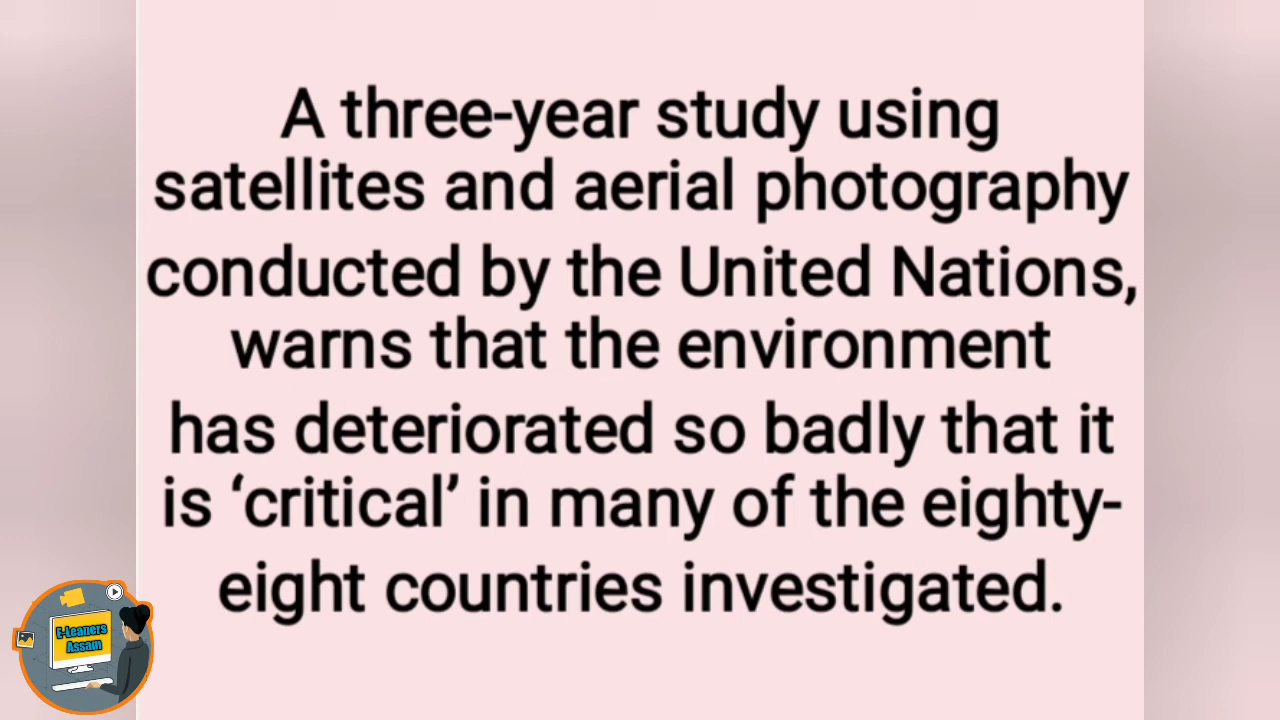 A three-year study using
satellites and aerial photography
conducted by the United Nations,
warns that the environment
has deteriorated so badly that it
is ‘critical’ in many of the eighty-
eight countries investigated.
E-Leaners
Assam